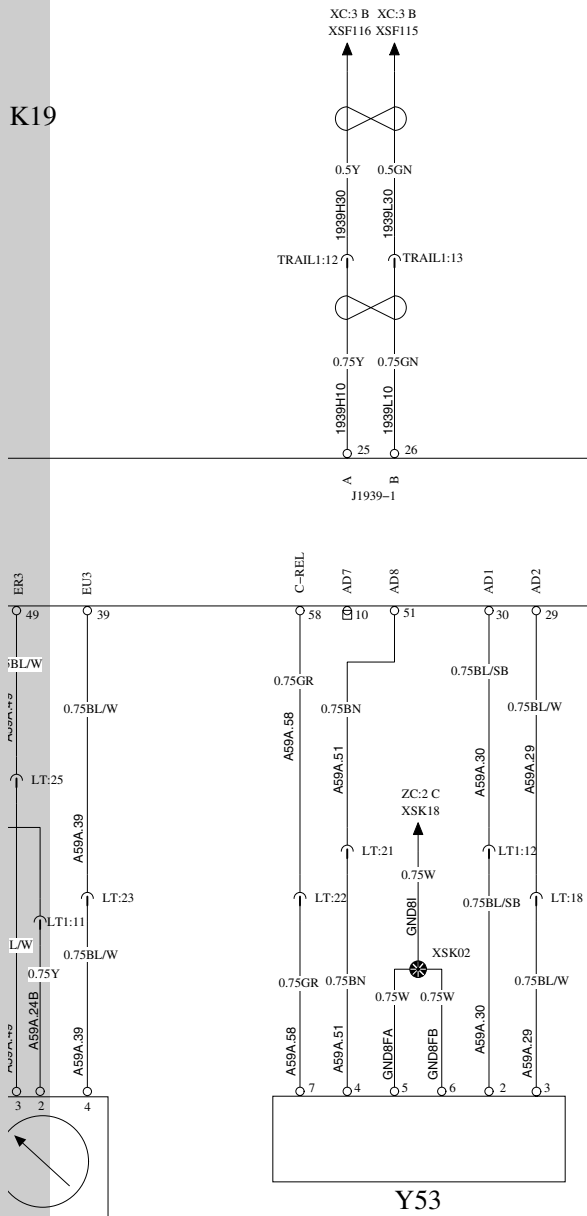 XC:3 B XC:3 B
XSF116 XSF115
K19
0.5Y 0.5GN
1939H30 1939L30
TRAIL1:12 TRAIL1:13
0.75Y 0.75GN
1939H10 1939L10
25 26
A B
J1939−1
ER3 EU3 C−REL AD7 AD8 AD1 AD2
49 39 58 10 51 30 29
BL/W
0.75BL/SB
0.75GR
0.75BL/W 0.75BN 0.75BL/W
A59A.49 A59A.58 A59A.51 A59A.30 A59A.29
LT:25
ZC:2 C
XSK18
A59A.39
LT:21 LT1:12
0.75W
LT:23 LT:22 LT:18
0.75BL/SB
LT1:11
GND8I
L/W
0.75BL/W
XSK02
0.75Y 0.75GR 0.75BN 0.75BL/W
0.75W 0.75W
A59A.49 A59A.24B A59A.39 A59A.58 A59A.51 GND8FA GND8FB A59A.30 A59A.29
3 2 4 7 4 5 6 2 3
Y53